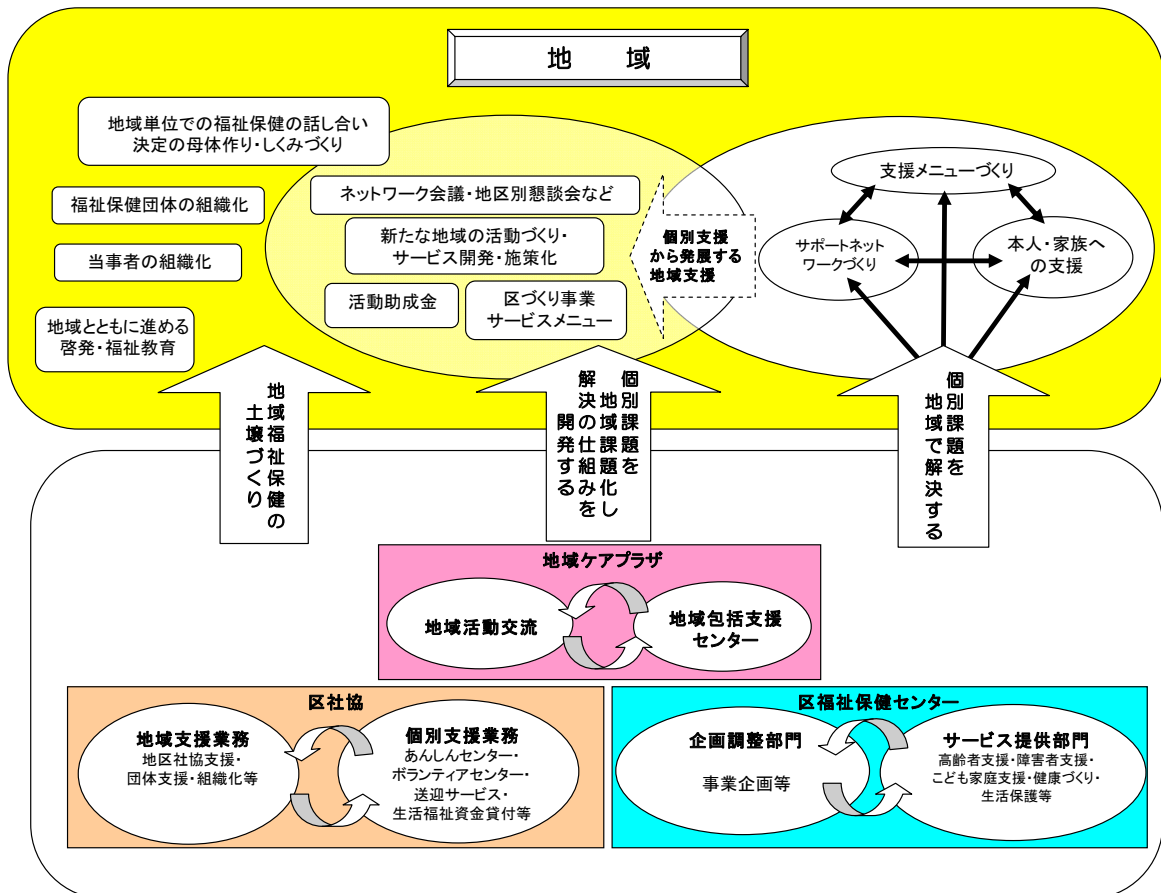 地　域
地域単位での福祉保健の話し合い
決定の母体作り・しくみづくり
福祉保健団体の組織化
当事者の組織化
地域とともに進める
啓発・福祉教育
ネットワーク会議・地区別懇談会など
新たな地域の活動づくり・
サービス開発・施策化
活動助成金
区づくり事業
サービスメニュー
個別支援
から発展する
地域支援
支援メニューづくり
サポートネット
ワークづくり
本人・家族へ
の支援
地域福祉保健の
土壌づくり
個別課題を
地域課題化し
解決の仕組みを
開発する
個別課題を
地域で解決する
地域ケアプラザ
地域活動交流
地域包括支援
センター
区社協
地域支援業務
地区社協支援・
団体支援・組織化等
個別支援業務
あんしんセンター・
ボランティアセンター・
送迎サービス・
生活福祉資金貸付等
区福祉保健センター
企画調整部門
事業企画等
サービス提供部門
高齢者支援・障害者支援・
こども家庭支援・健康づくり・
生活保護等